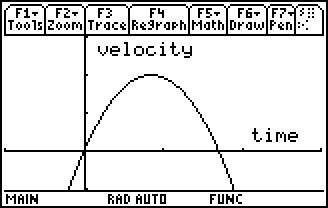 F1 F2 F3 F4 F5 F6 F7
Tools Zoom Trace ReGraph Math Draw Pen
velocity
time
MAIN RAD AUTO FUNC